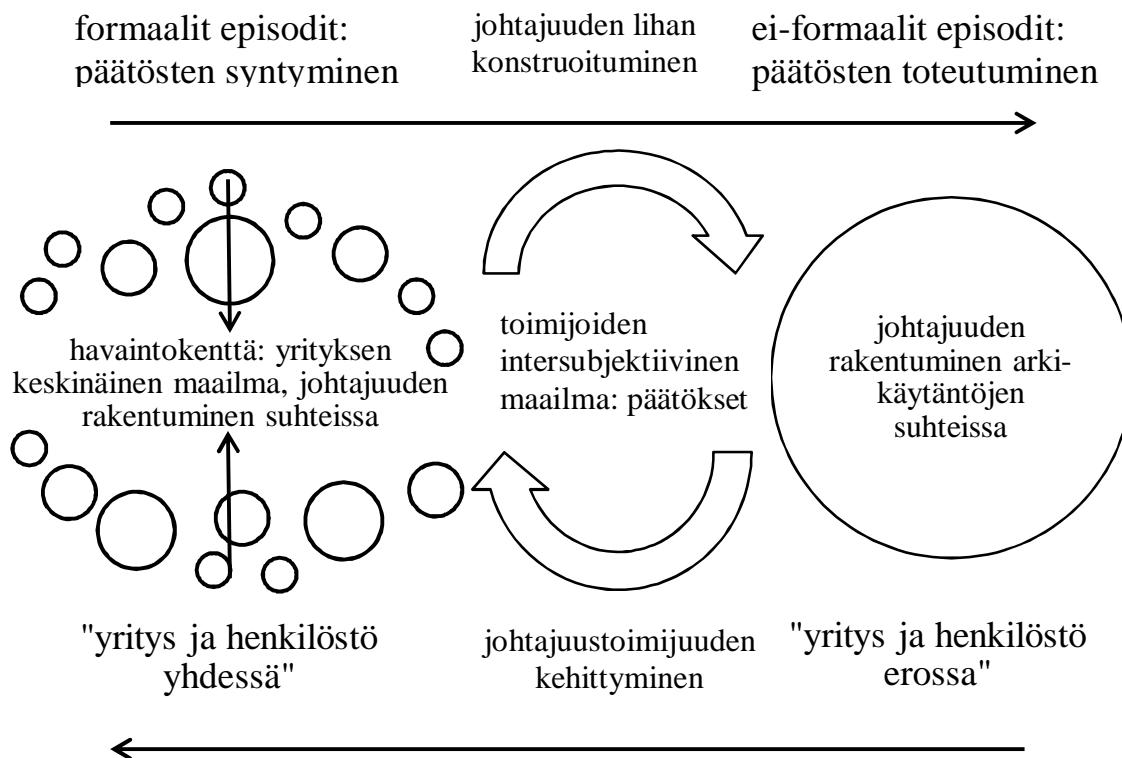 formaalit episodit:
päätösten syntyminen
johtajuuden lihan
konstruoituminen
ei-formaalit episodit:
päätösten toteutuminen
havaintokenttä: yrityksen
keskinäinen maailma, johtajuuden
rakentuminen suhteissa
toimijoiden
intersubjektiivinen
maailma: päätökset
johtajuuden
rakentuminen arki-
käytäntöjen
suhteissa
"yritys ja henkilöstö
yhdessä"
johtajuustoimijuuden
kehittyminen
"yritys ja henkilöstö
erossa"